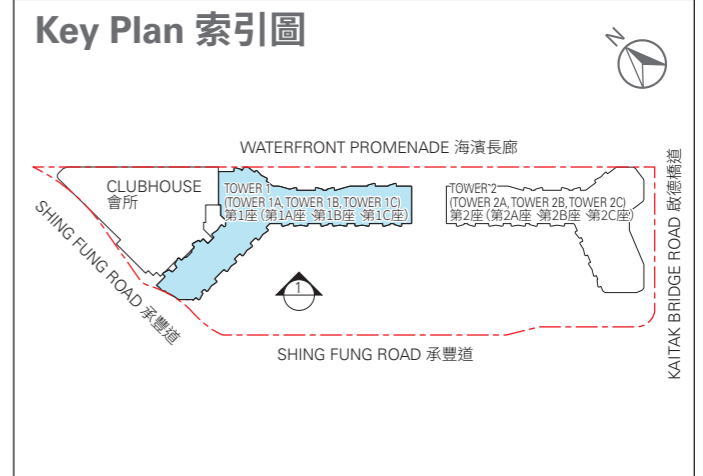 Key Plan 索引圖
N
WATERFRONT PROMENADE 海濱長廊
CLUBHOUSE
會所
TOWER 1
(TOWER 1A, TOWER 1B, TOWER 1C)
第1座 (第1A座、第1B座、第1C座)
TOWER 2
(TOWER 2A, TOWER 2B, TOWER 2C)
第2座 (第2A座、第2B座、第2C座)
SHING FUNG ROAD 承豐道
KAITAK BRIDGE ROAD 啟德橋道
1
SHING FUNG ROAD 承豐道